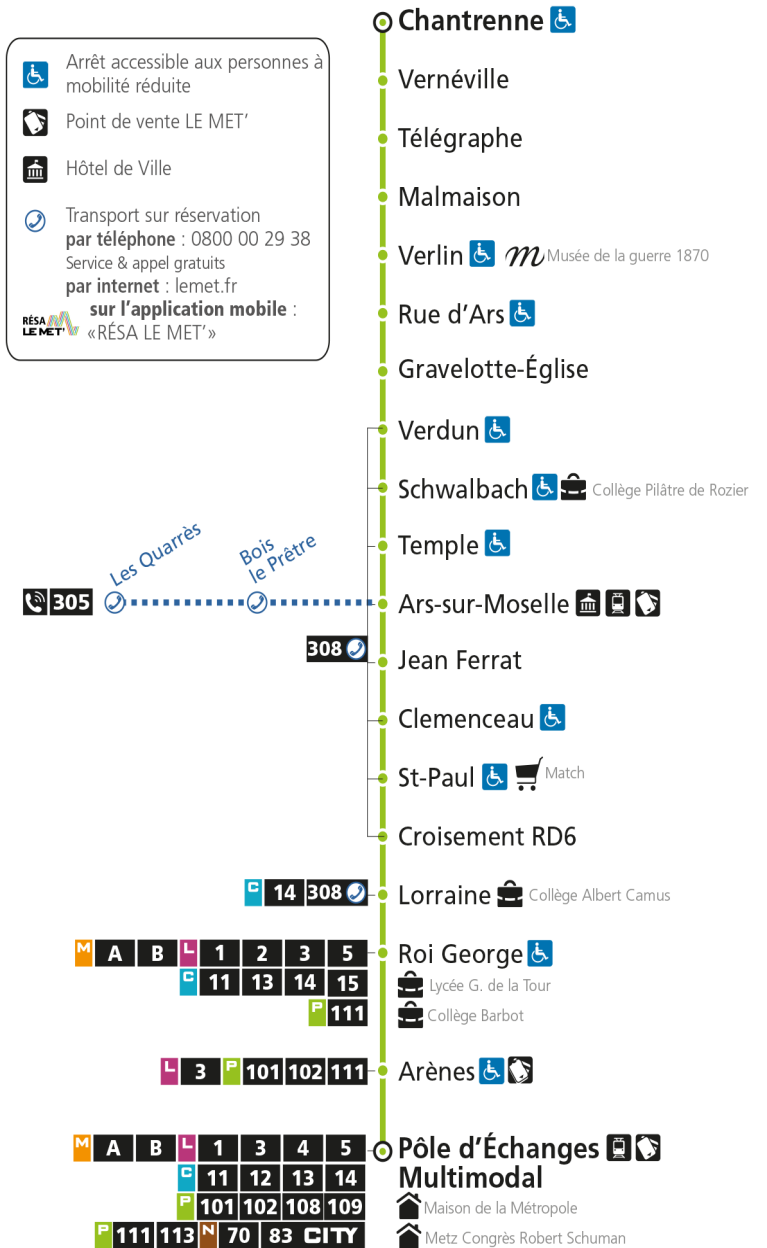 Chantrenne
Arrêt accessible aux personnes à
mobilité réduite
Point de vente LE MET’
Hôtel de Ville
Transport sur réservation
par téléphone : 0800 00 29 38
Service & appel gratuits
par internet : lemet.fr
RÉSA LE MET' sur l’application mobile :
«RÉSA LE MET’»
Vernéville
Télégraphe
Malmaison
Verlin m Musée de la guerre 1870
Rue d’Ars
Gravelotte-Église
Verdun
Schwalbach Collège Pilâtre de Rozier
Temple
Les Quarrès
Bois
le Prêtre
305 Ars-sur-Moselle
308 Jean Ferrat
Clemenceau
St-Paul Match
Croisement RD6
C 14 308 Lorraine Collège Albert Camus
M A B L 1 2 3 5 Roi George
C 11 13 14 15 Lycée G. de la Tour
P 111 Collège Barbot
L 3 P 101 102 111 Arènes
M A B L 1 3 4 5 Pôle d’Échanges
C 11 12 13 14 Multimodal
P 101 102 108 109 Maison de la Métropole
P 111 113 N 70 83 CITY Metz Congrès Robert Schuman